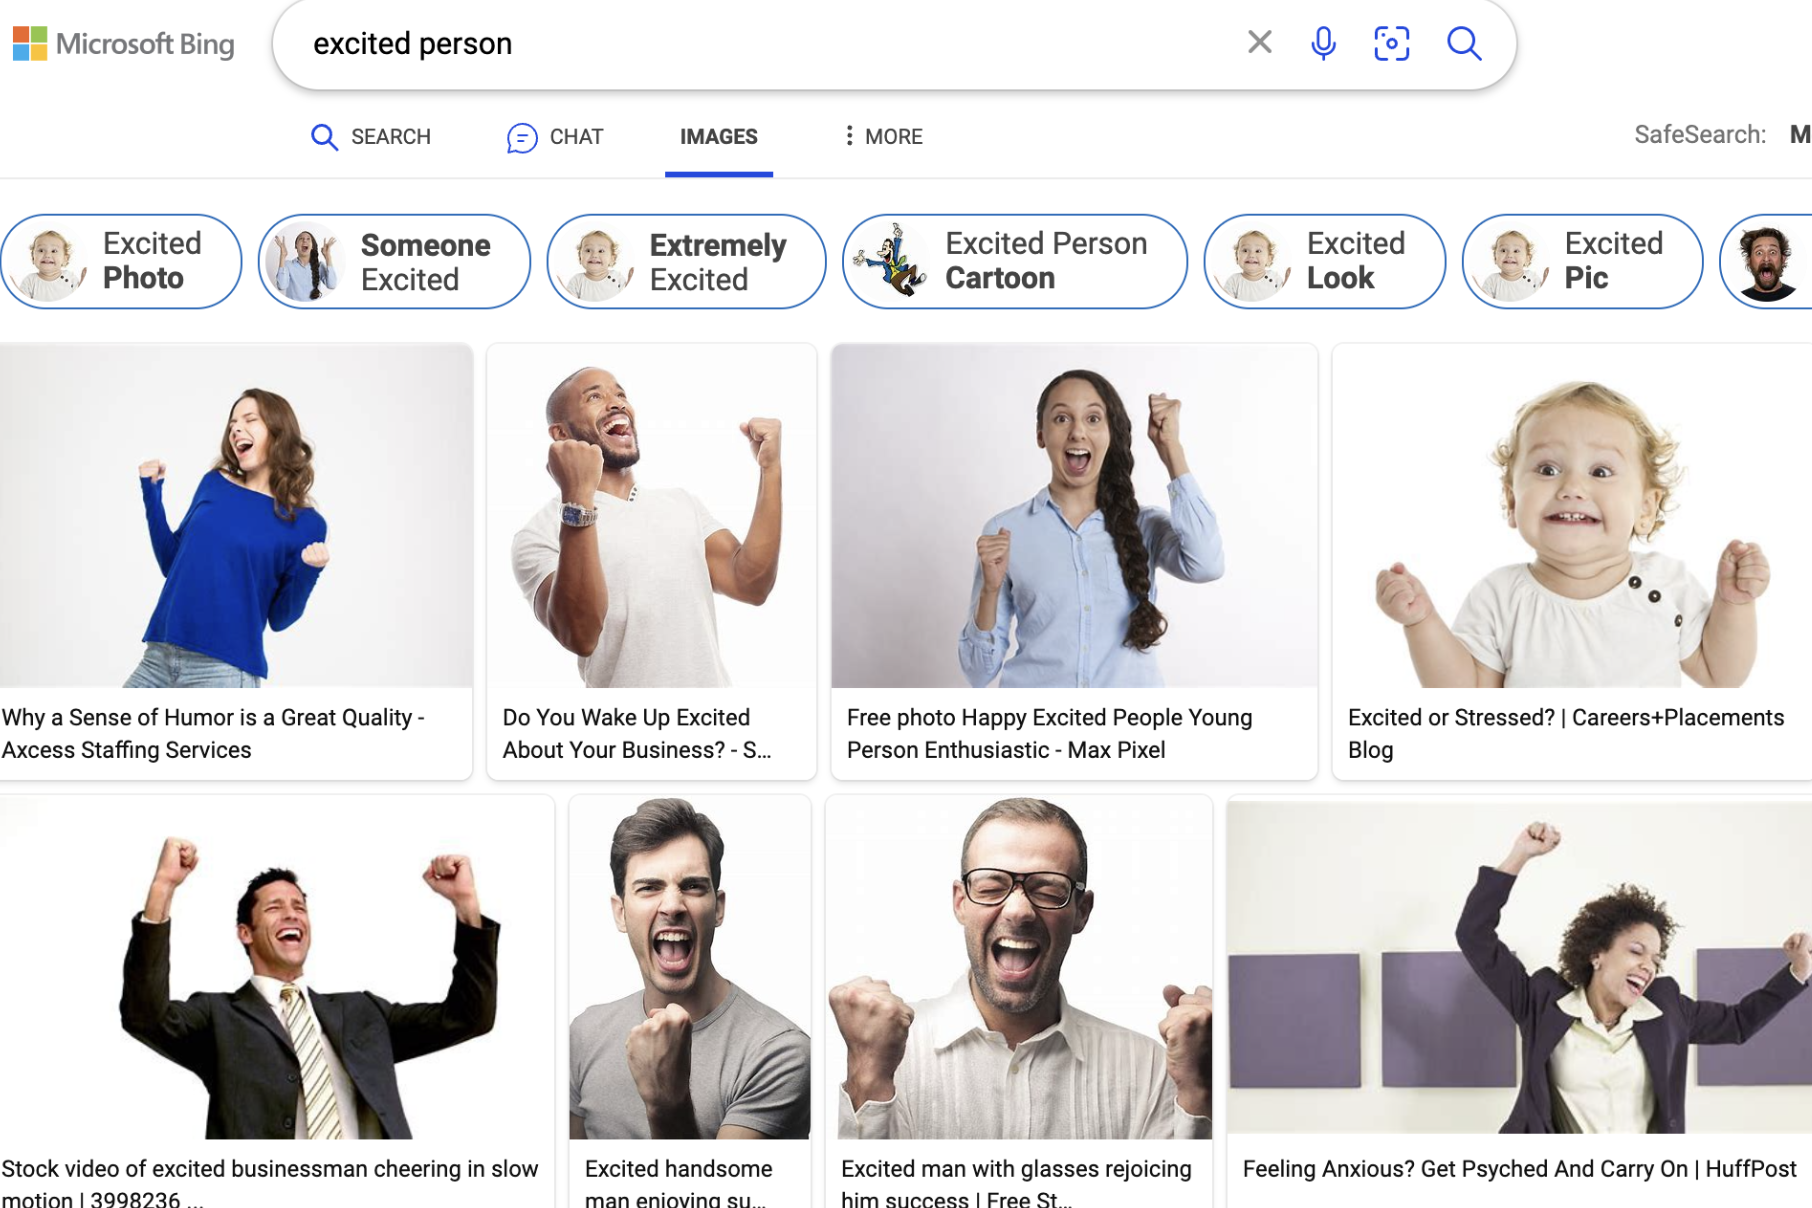 Microsoft Bing
excited person
SEARCH
CHAT
IMAGES
MORE
SafeSearch:
Excited
Photo
Someone
Excited
Extremely
Excited
Excited Person
Cartoon
Excited
Look
Excited
Pic
Why a Sense of Humor is a Great Quality -
Axcess Staffing Services
Do You Wake Up Excited
About Your Business? - S...
Free photo Happy Excited People Young
Person Enthusiastic - Max Pixel
Excited or Stressed? | Careers+Placements
Blog
Stock video of excited businessman cheering in slow
motion | 3998236 ...
Excited handsome
man enjoying su...
Excited man with glasses rejoicing
him success | Free St...
Feeling Anxious? Get Psyched And Carry On | HuffPost